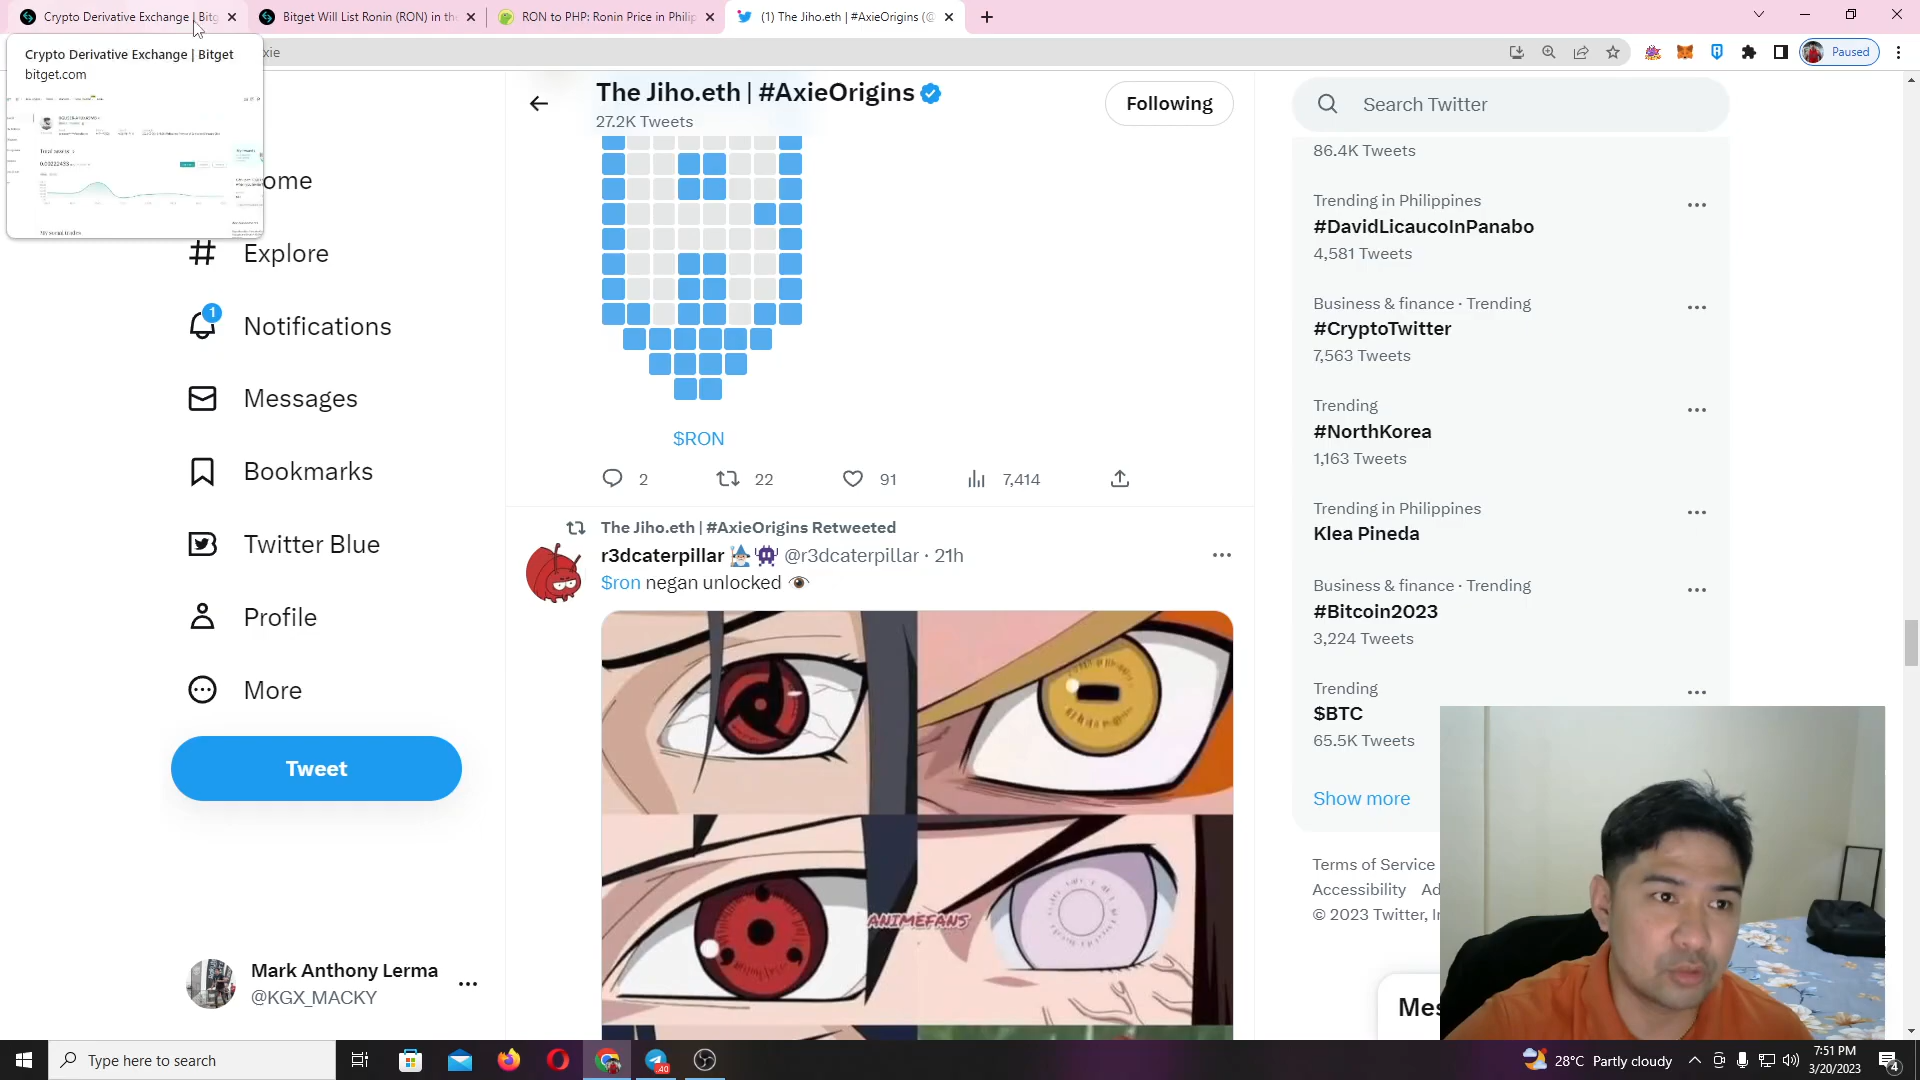 Crypto Derivative Exchange | Bitg
Bitget Will List Ronin (RON) in th
RON to PHP: Ronin Price in Philip
(1) The Jiho.eth | #AxieOrigins (@
Crypto Derivative Exchange | Bitget
bitget.com
xie
Paused
The Jiho.eth | #AxieOrigins
27.2K Tweets
Following
Search Twitter
ome
Explore
1
Notifications
Messages
Bookmarks
Twitter Blue
Profile
More
Tweet
Mark Anthony Lerma
@KGX_MACKY
$RON
2
22
91
7,414
The Jiho.eth | #AxieOrigins Retweeted
r3dcaterpillar @r3dcaterpillar · 21h
$ron negan unlocked
ANIMEFANS
86.4K Tweets
Trending in Philippines
#DavidLicaucoInPanabo
4,581 Tweets
Business & finance · Trending
#CryptoTwitter
7,563 Tweets
Trending
#NorthKorea
1,163 Tweets
Trending in Philippines
Klea Pineda
Business & finance · Trending
#Bitcoin2023
3,224 Tweets
Trending
$BTC
65.5K Tweets
Show more
Terms of Service
Accessibility Ad
© 2023 Twitter, In
Mes
Type here to search
40
28°C Partly cloudy
7:51 PM
3/20/2023
4